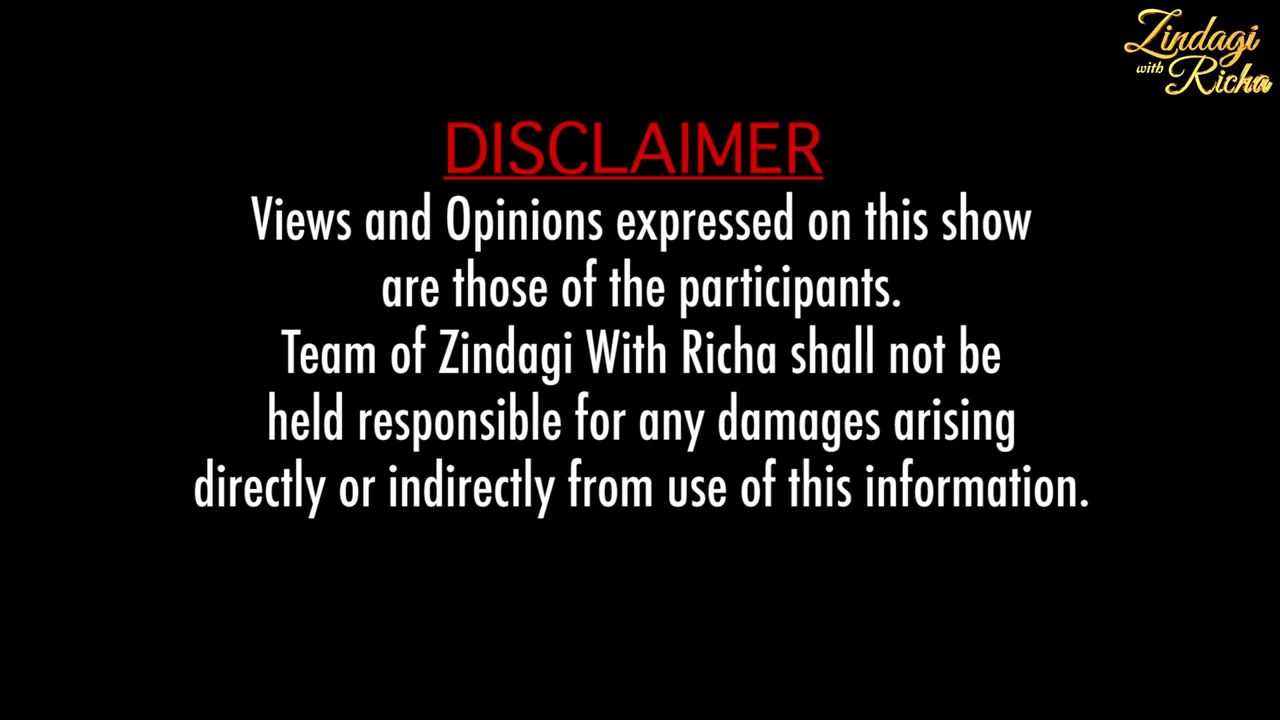 Zindagi
with Richa
DISCLAIMER
Views and Opinions expressed on this show
are those of the participants.
Team of Zindagi With Richa shall not be
held responsible for any damages arising
directly or indirectly from use of this information.